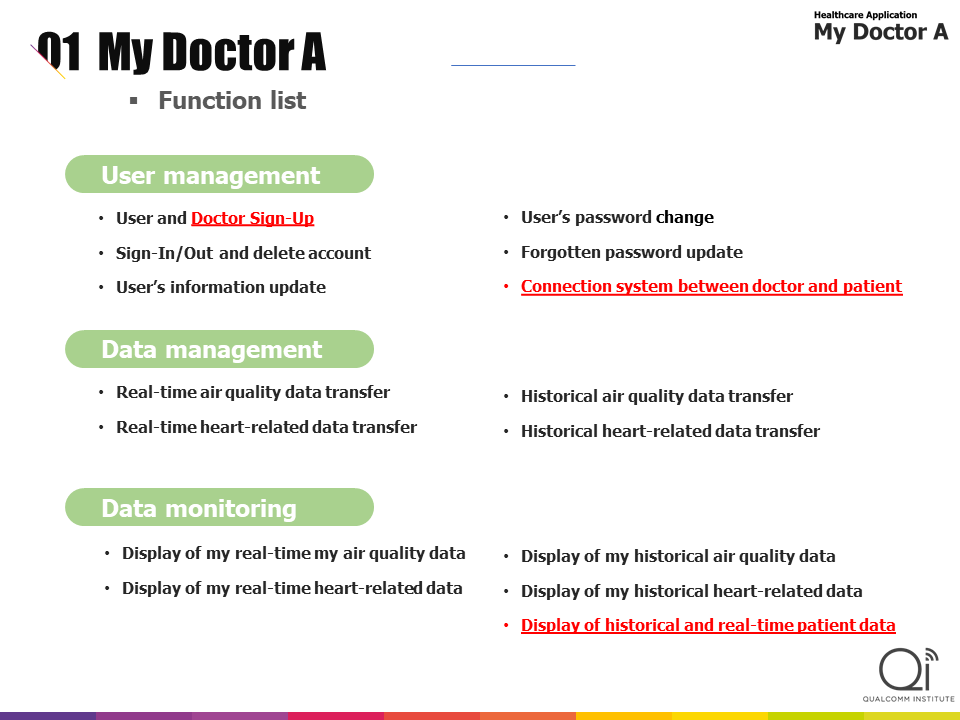 Healthcare Application
My Doctor A
01 My Doctor A
▪ Function list
User management
• User and Doctor Sign-Up
• Sign-In/Out and delete account
• User’s information update
• User’s password change
• Forgotten password update
• Connection system between doctor and patient
Data management
• Real-time air quality data transfer
• Real-time heart-related data transfer
• Historical air quality data transfer
• Historical heart-related data transfer
Data monitoring
• Display of my real-time my air quality data
• Display of my real-time heart-related data
• Display of my historical air quality data
• Display of my historical heart-related data
• Display of historical and real-time patient data
Qi
QUALCOMM INSTITUTE